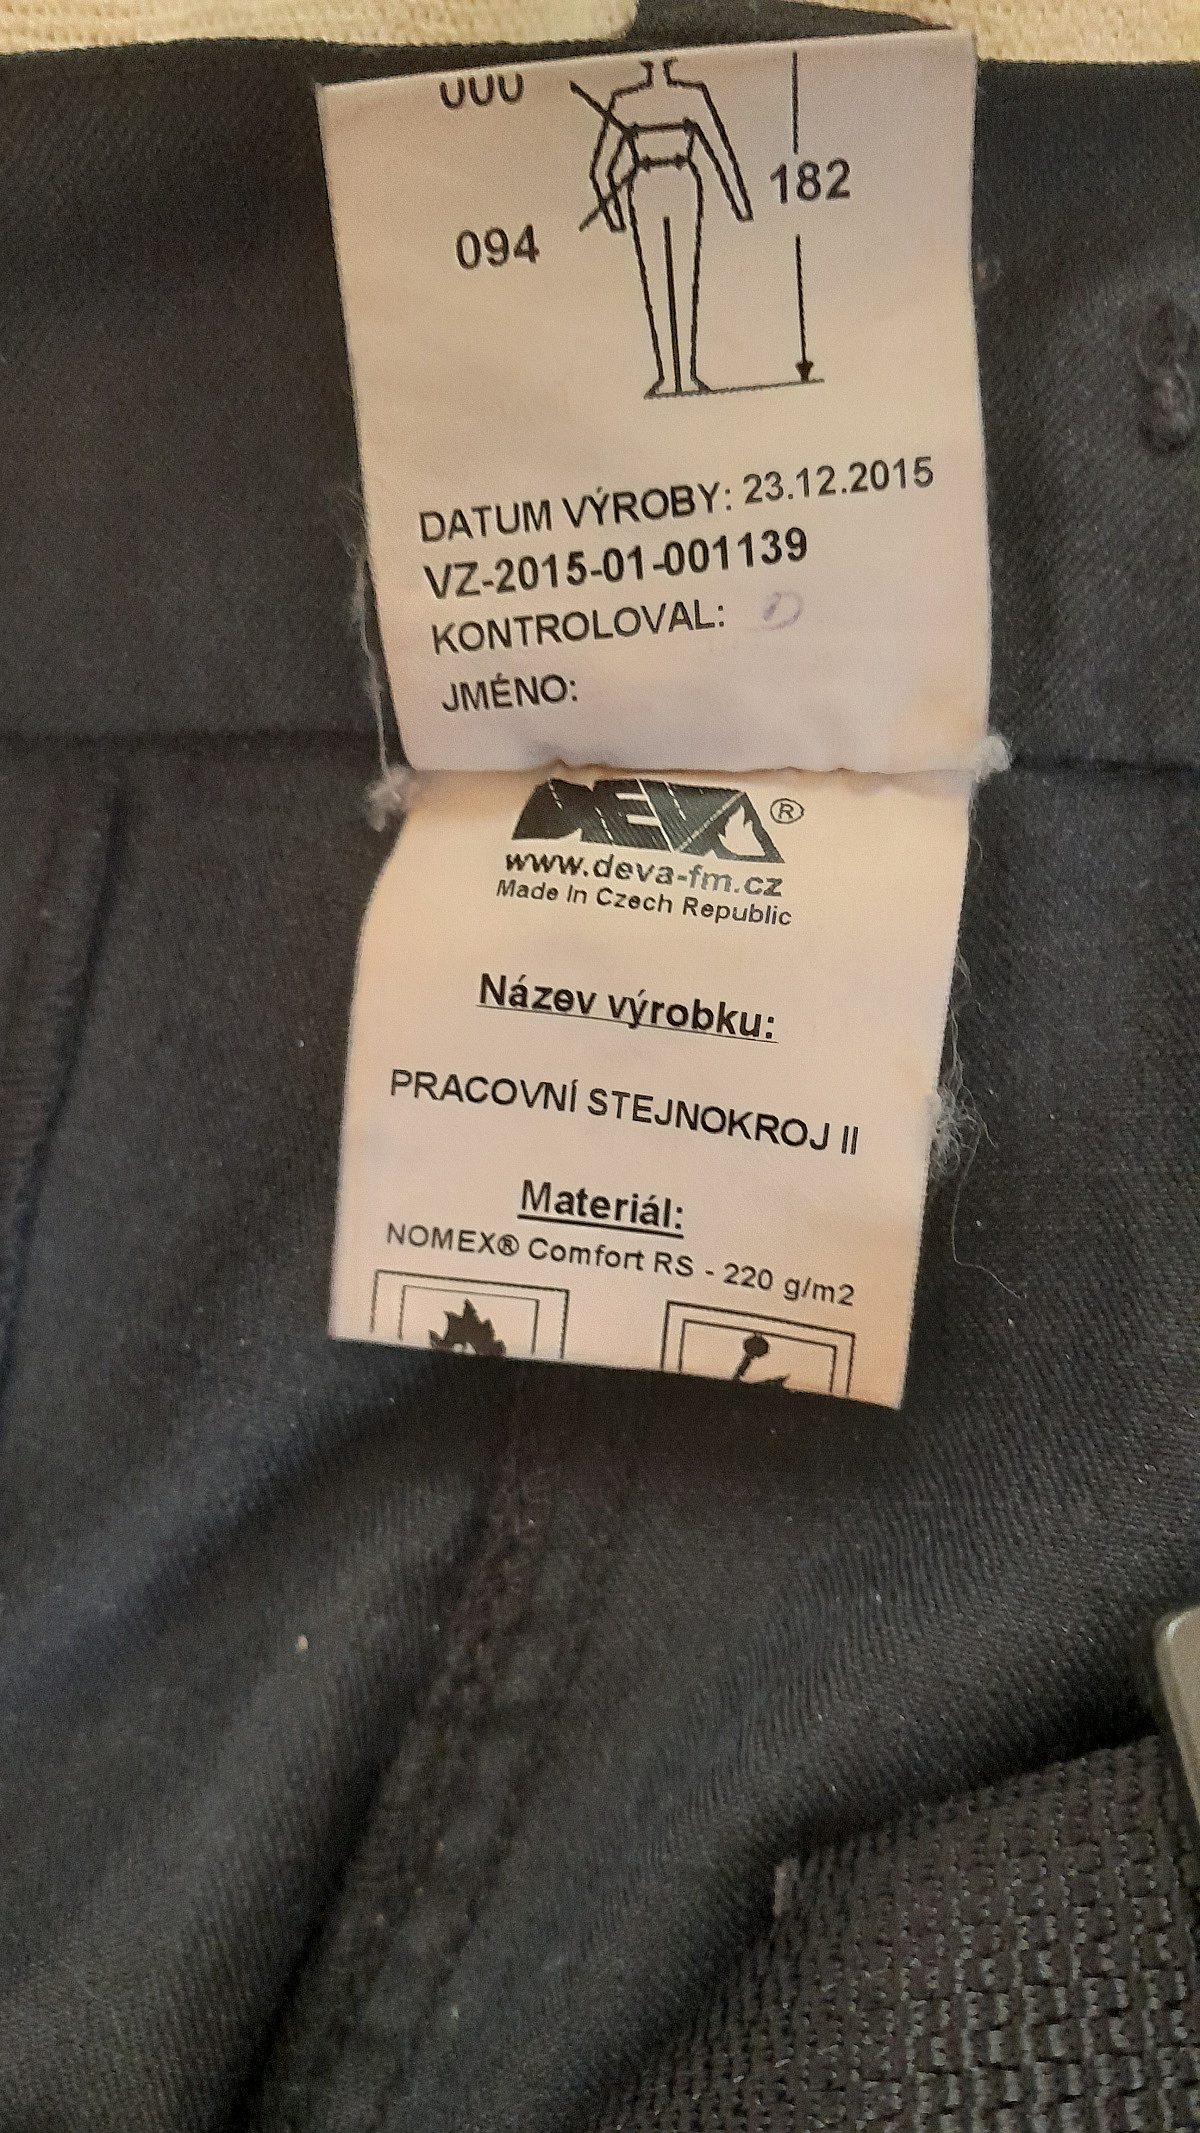 000
182
094
DATUM VÝROBY: 23.12.2015
VZ-2015-01-001139
KONTROLOVAL:
JMÉNO:
DEVA®
www.deva-fm.cz
Made In Czech Republic
Název výrobku:
PRACOVNÍ STEJNOKROJ II
Materiál:
NOMEX® Comfort RS - 220 g/m2